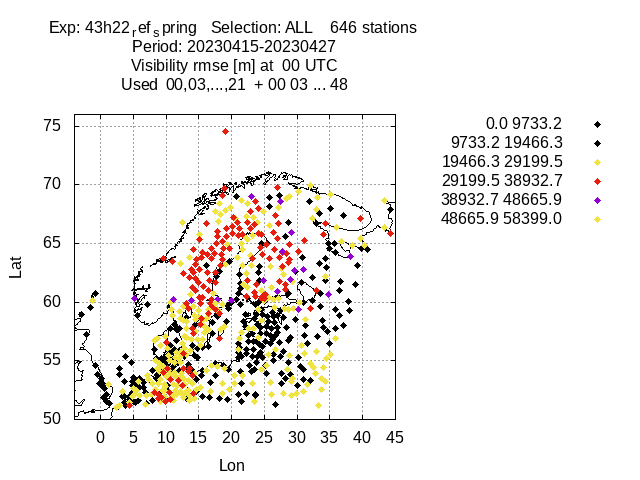 Exp: 43h22ref spring Selection: ALL 646 stations
Period: 20230415-20230427
Visibility rmse [m] at 00 UTC
Used 00,03,...,21 + 00 03 ... 48
0.0 9733.2
9733.2 19466.3
19466.3 29199.5
29199.5 38932.7
38932.7 48665.9
48665.9 58399.0
75
70
65
60
55
50
Lat
0 5 10 15 20 25 30 35 40 45
Lon